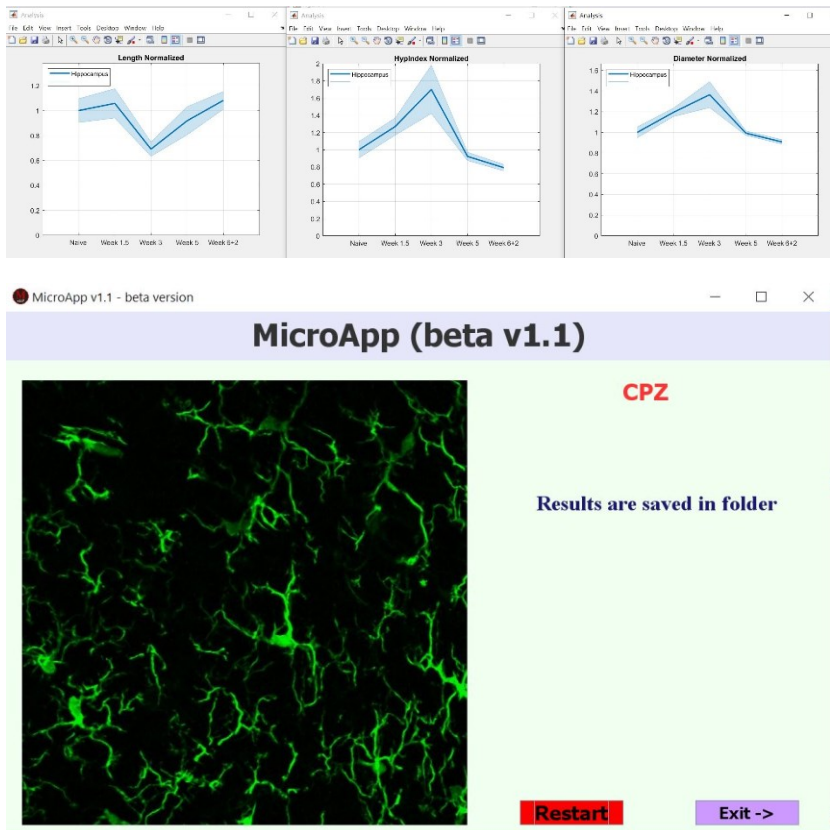 Analysis
File Edit View Insert Tools Desktop Window Help
Length Normalized
Hippocampus
1.2
1
0.8
0.6
0.4
0.2
0
Naive Week 1.5 Week 3 Week 5 Week 6+2
Analysis
File Edit View Insert Tools Desktop Window Help
HypIndex Normalized
Hippocampus
2
1.8
1.6
1.4
1.2
1
0.8
0.6
0.4
0.2
0
Naive Week 1.5 Week 3 Week 5 Week 6+2
Analysis
File Edit View Insert Tools Desktop Window Help
Diameter Normalized
Hippocampus
1.6
1.4
1.2
1
0.8
0.6
0.4
0.2
0
Naive Week 1.5 Week 3 Week 5 Week 6+2
MicroApp v1.1 - beta version
MicroApp (beta v1.1)
CPZ
Results are saved in folder
Restart
Exit ->